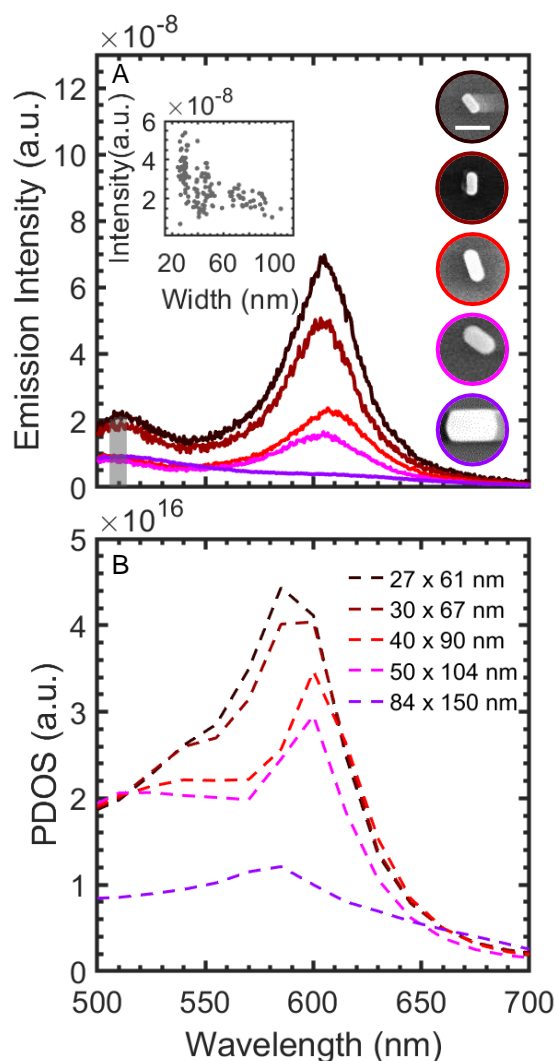 ×10⁻⁸
A
12
10
8
6
4
2
0
Emission Intensity (a.u.)
×10⁻⁸
6
4
2
Intensity(a.u.)
20 60 100
Width (nm)
×10¹⁶
B
5
4
3
2
1
0
PDOS (a.u.)
27 x 61 nm
30 x 67 nm
40 x 90 nm
50 x 104 nm
84 x 150 nm
500 550 600 650 700
Wavelength (nm)